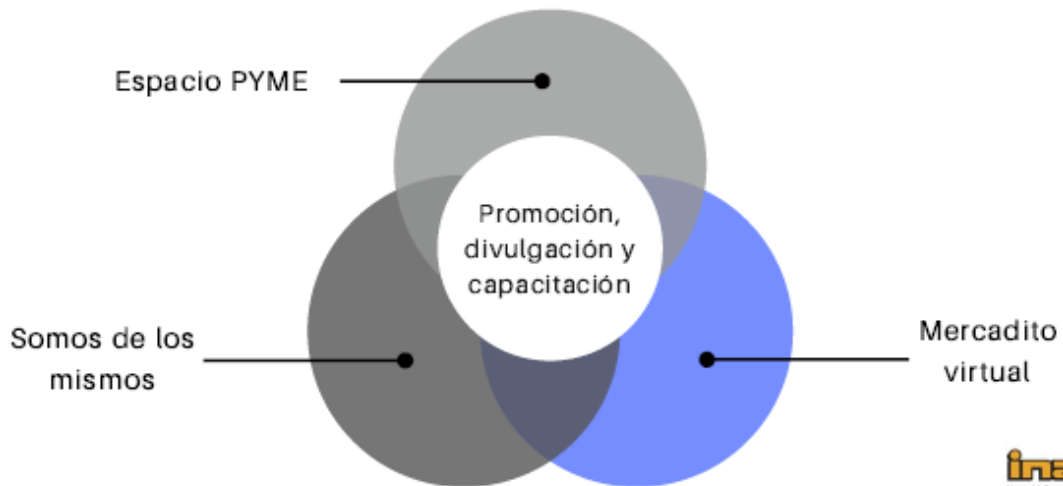 Espacio PYME
Promoción,
divulgación y
capacitación
Somos de los
mismos
Mercadito
virtual